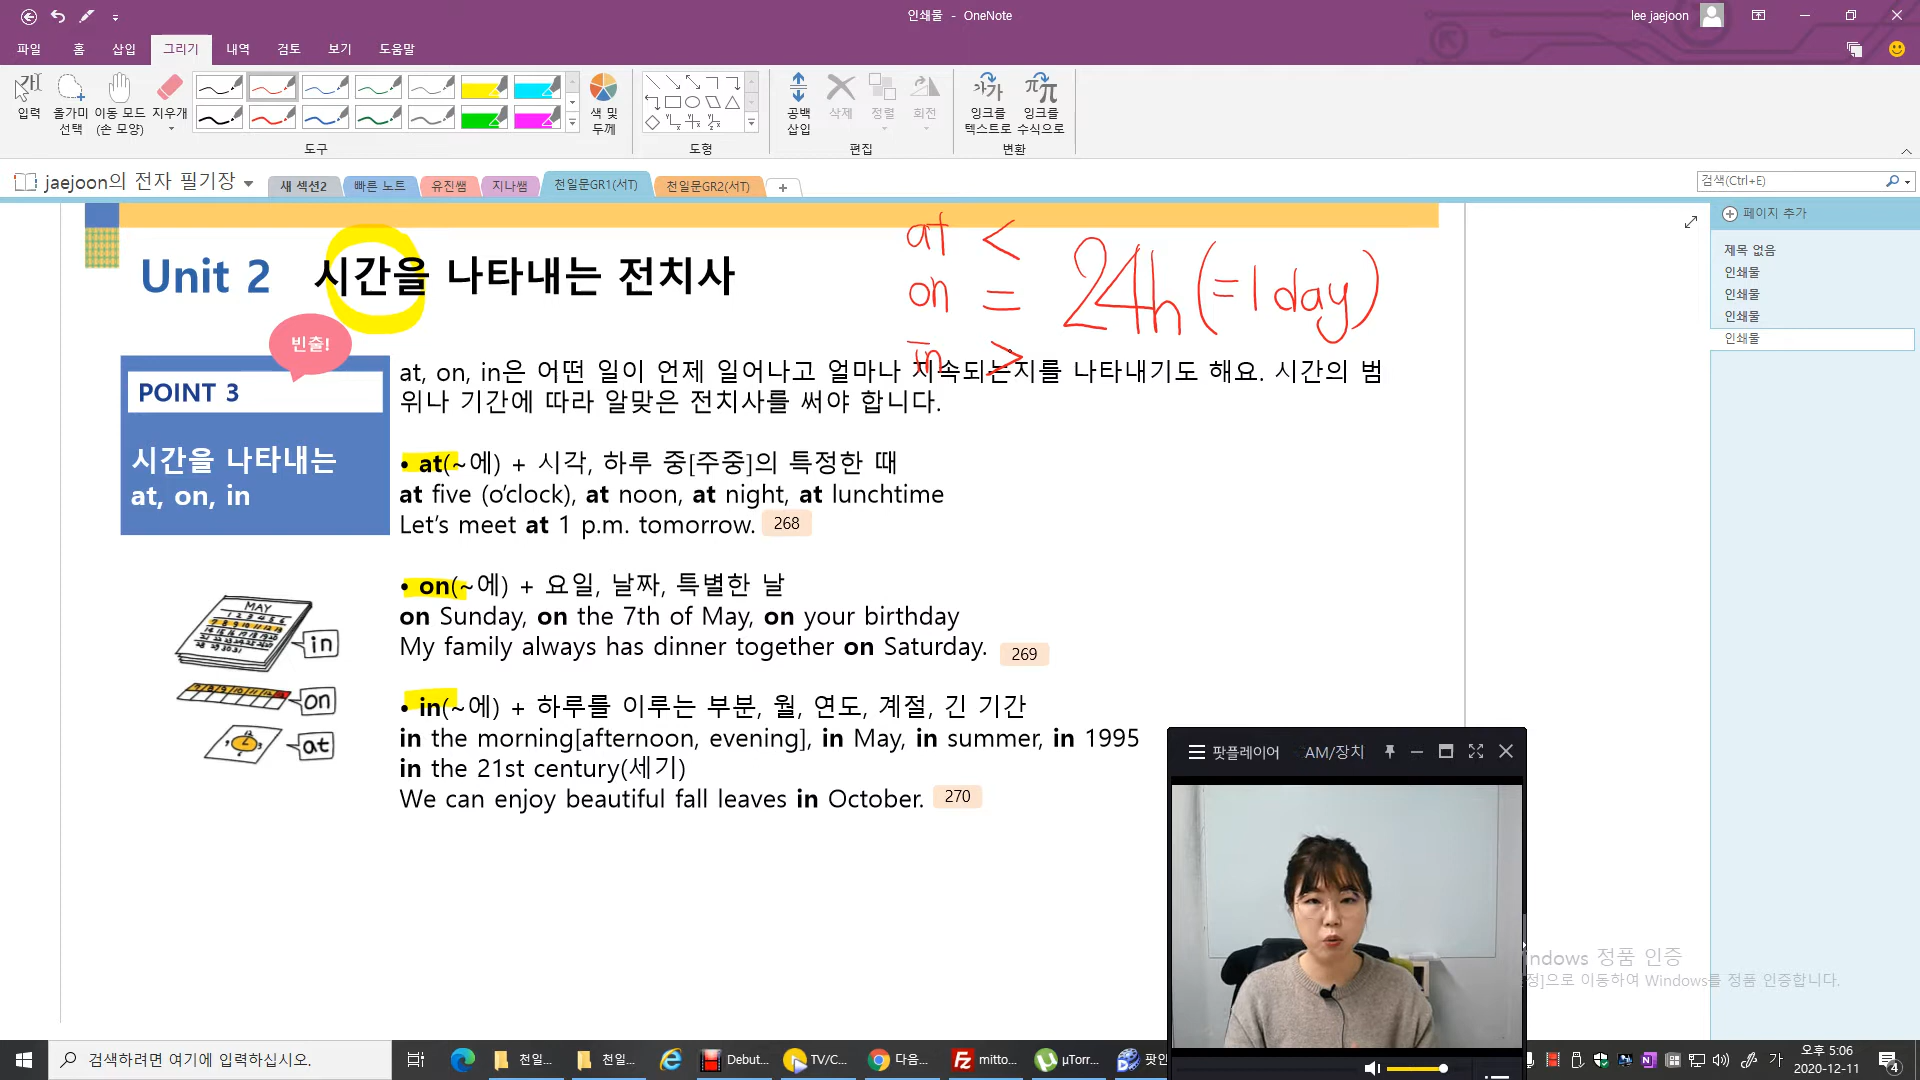 인쇄물 - OneNote
lee jaejoon
파일 홈 삽입 그리기 내역 검토 보기 도움말
입력
올가미 선택
이동 모드 (손 모양)
지우개
색 및 두께
공백 삽입
삭제
정렬
회전
잉크를 텍스트로
잉크를 수식으로
도구
도형
편집
변환
jaejoon의 전자 필기장
새 섹션2
빠른 노트
유진쌤
지나쌤
천일문GR1(서T)
천일문GR2(서T)
검색(Ctrl+E)
페이지 추가
제목 없음
인쇄물
인쇄물
인쇄물
인쇄물
Unit 2 시간을 나타내는 전치사
at <
on = 24h (=1day)
in >
빈출!
POINT 3
시간을 나타내는
at, on, in
at, on, in은 어떤 일이 언제 일어나고 얼마나 지속되는지를 나타내기도 해요. 시간의 범
위나 기간에 따라 알맞은 전치사를 써야 합니다.
• at(~에) + 시각, 하루 중[주중]의 특정한 때
at five (o’clock), at noon, at night, at lunchtime
Let’s meet at 1 p.m. tomorrow. 268
• on(~에) + 요일, 날짜, 특별한 날
on Sunday, on the 7th of May, on your birthday
My family always has dinner together on Saturday. 269
• in(~에) + 하루를 이루는 부분, 월, 연도, 계절, 긴 기간
in the morning[afternoon, evening], in May, in summer, in 1995
in the 21st century(세기)
We can enjoy beautiful fall leaves in October. 270
MAY
in
on
at
팟플레이어 AM/장치
ndows 정품 인증
정]으로 이동하여 Windows를 정품 인증합니다.
검색하려면 여기에 입력하십시오.
천일...
천일...
Debut...
TV/C...
다음...
mitto...
µTorr...
팟인
가
오후 5:06
2020-12-11
4